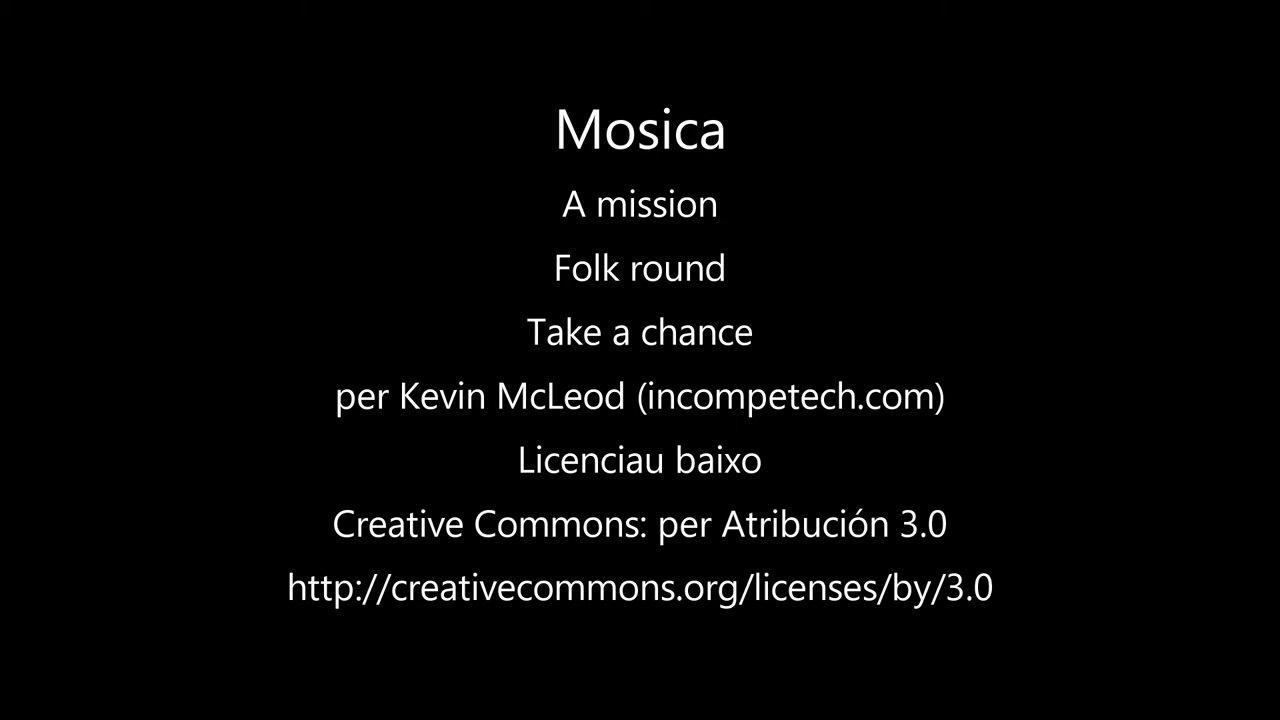 Mosica
A mission
Folk round
Take a chance
per Kevin McLeod (incompetech.com)
Licenciau baixo
Creative Commons: per Atribución 3.0
http://creativecommons.org/licenses/by/3.0